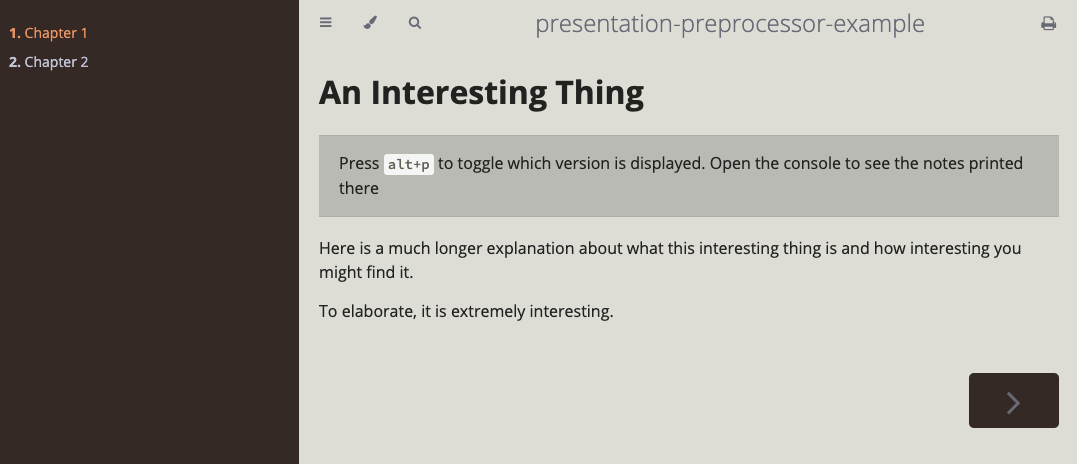 1. Chapter 1
2. Chapter 2
presentation-preprocessor-example
An Interesting Thing
Press alt+p to toggle which version is displayed. Open the console to see the notes printed
there
Here is a much longer explanation about what this interesting thing is and how interesting you
might find it.
To elaborate, it is extremely interesting.